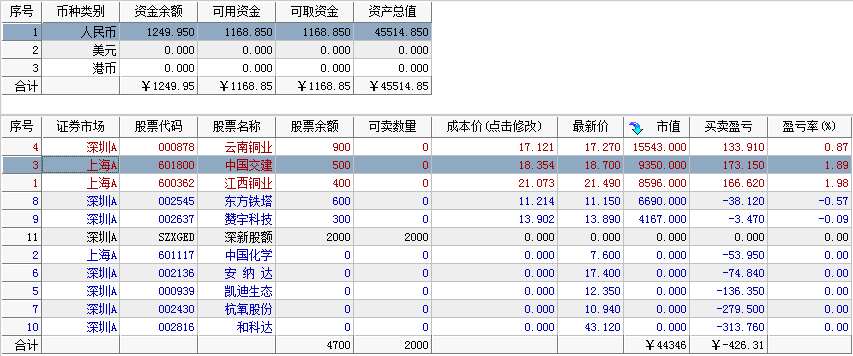 序号 币种类别 资金余额 可用资金 可取资金 资产总值
1 人民币 1249.950 1168.850 1168.850 45514.850
2 美元 0.000 0.000 0.000 0.000
3 港币 0.000 0.000 0.000 0.000
合计 ￥1249.95 ￥1168.85 ￥1168.85 ￥45514.85
序号 证券市场 股票代码 股票名称 股票余额 可卖数量 成本价(点击修改) 最新价 市值 买卖盈亏 盈亏率(%)
4 深圳A 000878 云南铜业 900 0 17.121 17.270 15543.000 133.910 0.87
3 上海A 601800 中国交建 500 0 18.354 18.700 9350.000 173.150 1.89
1 上海A 600362 江西铜业 400 0 21.073 21.490 8596.000 166.620 1.98
8 深圳A 002545 东方铁塔 600 0 11.214 11.150 6690.000 -38.120 -0.57
9 深圳A 002637 赞宇科技 300 0 13.902 13.890 4167.000 -3.470 -0.09
11 深圳A SZXGED 深新股额 2000 2000 0.000 0.000 0.000 0.000 0.00
2 上海A 601117 中国化学 0 0 0.000 7.600 0.000 -53.950 0.00
6 深圳A 002136 安 纳 达 0 0 0.000 17.400 0.000 -74.840 0.00
5 深圳A 000939 凯迪生态 0 0 0.000 12.350 0.000 -136.350 0.00
7 深圳A 002430 杭氧股份 0 0 0.000 10.940 0.000 -279.500 0.00
10 深圳A 002816 和科达 0 0 0.000 43.120 0.000 -313.760 0.00
合计 4700 2000 ￥44346 ￥-426.31